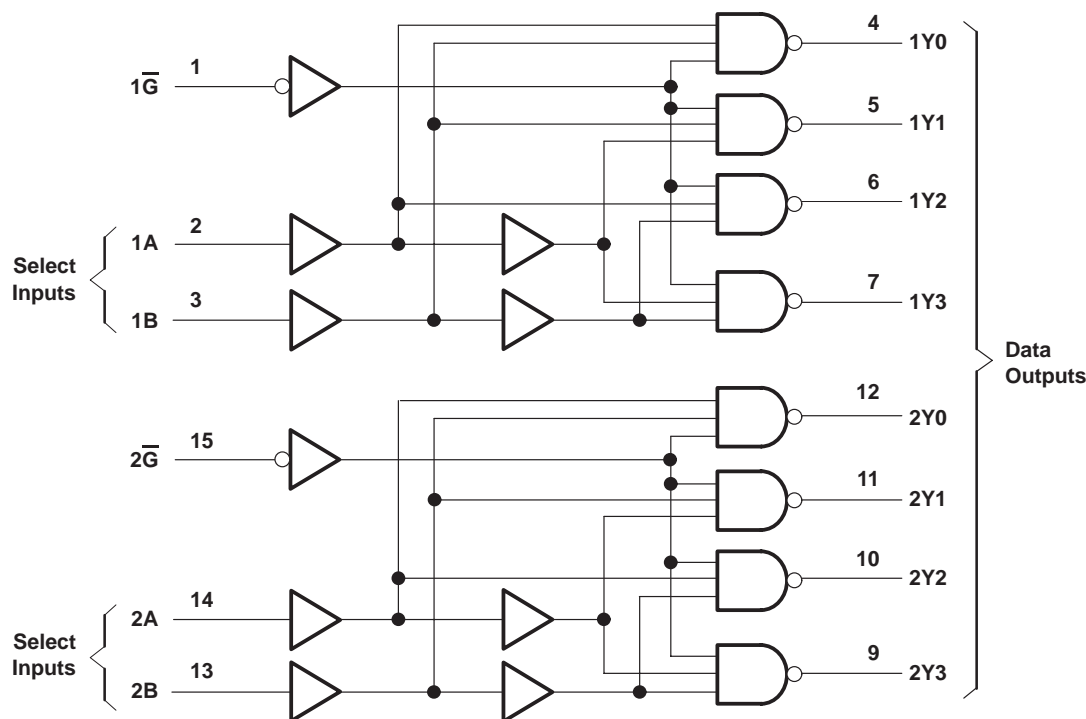 4
1Y0
1
1G̅
5
1Y1
6
1Y2
2
1A
Select
Inputs
3
1B
7
1Y3
Data
Outputs
12
2Y0
15
2G̅
11
2Y1
10
2Y2
14
2A
Select
Inputs
13
2B
9
2Y3